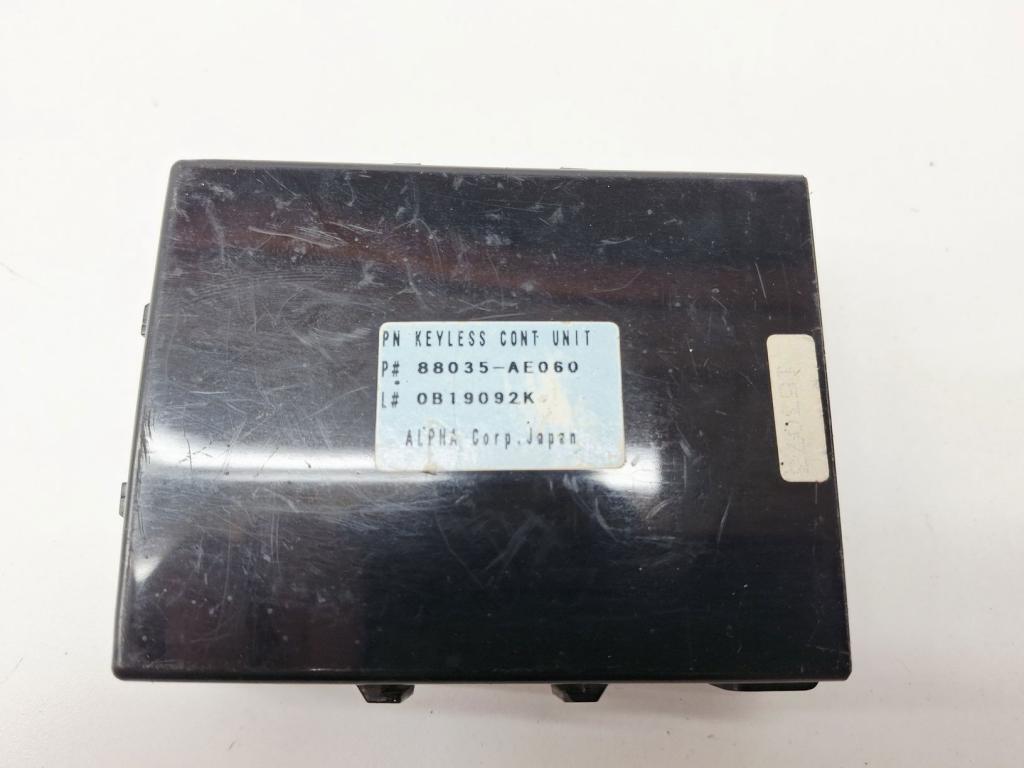 PN KEYLESS CONT UNIT
P# 88035-AE060
L# 0B19092K
ALPHA Corp. Japan